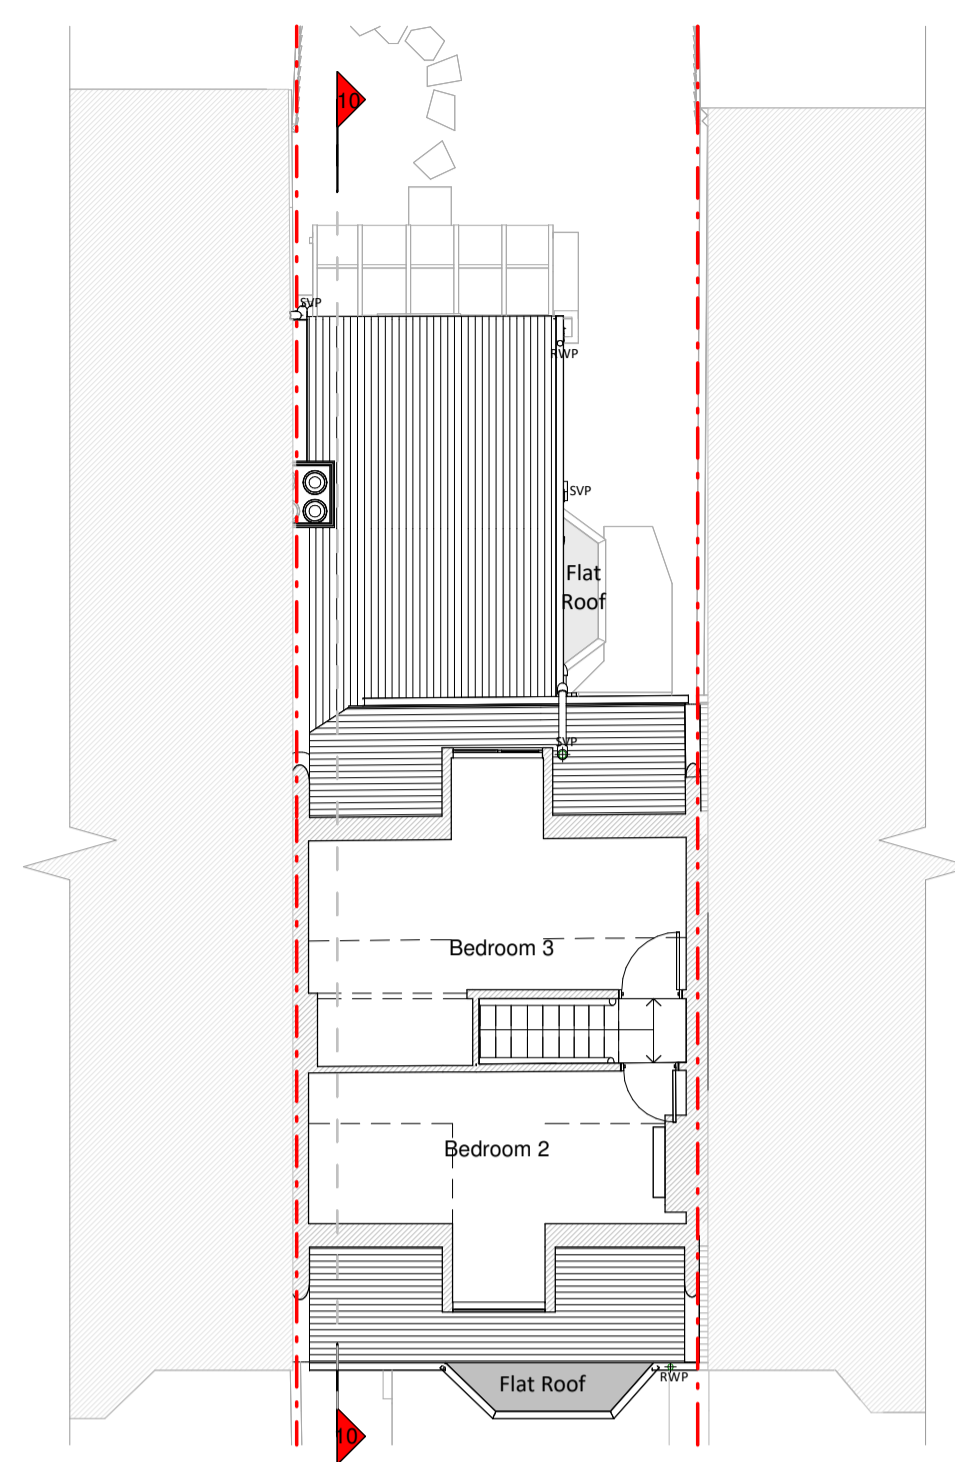 10
SVP
RWP
SVP
Flat
Roof
SVP
Bedroom 3
Bedroom 2
Flat Roof
RWP
10